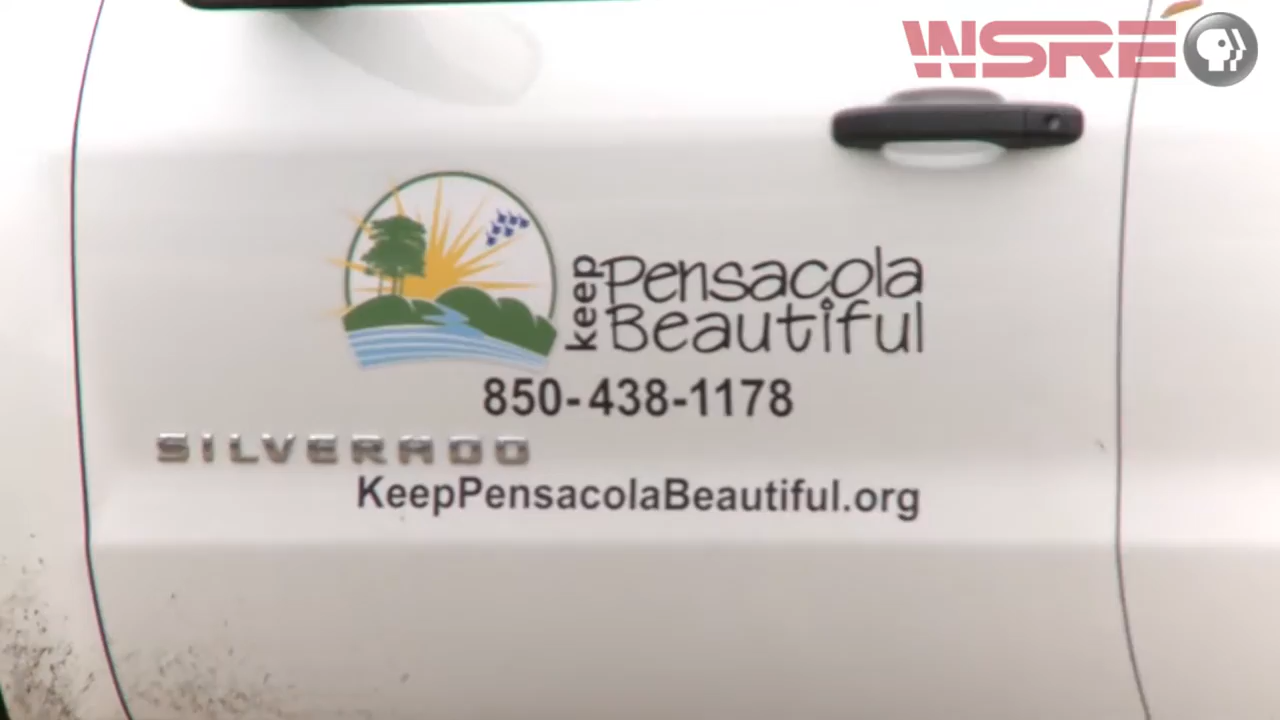 WSRE
keep
Pensacola
Beautiful
850-438-1178
SILVERADO
KeepPensacolaBeautiful.org